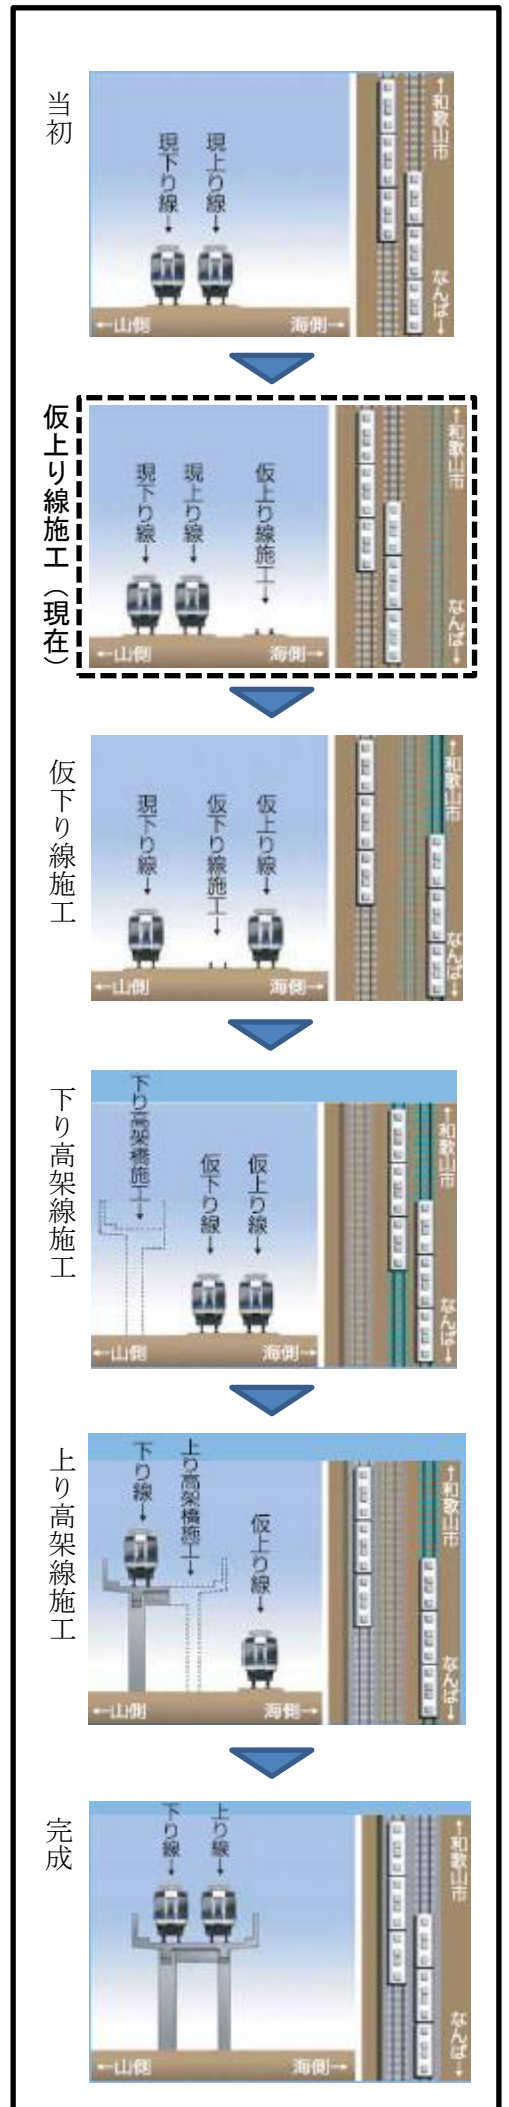 当初
現下り線→
現上り線→
←山側
海側→
←和歌山市
なんば→
仮上り線施工（現在）
現下り線→
現上り線→
仮上り線施工→
←山側
海側→
←和歌山市
なんば→
仮下り線施工
現下り線→
仮下り線施工→
仮上り線→
←山側
海側→
←和歌山市
なんば→
下り高架線施工
下り高架橋施工→
仮下り線→
仮上り線→
←山側
海側→
←和歌山市
なんば→
上り高架線施工
下り線→
上り高架橋施工→
仮上り線→
←山側
海側→
←和歌山市
なんば→
完成
下り線→
上り線→
←山側
海側→
←和歌山市
なんば→